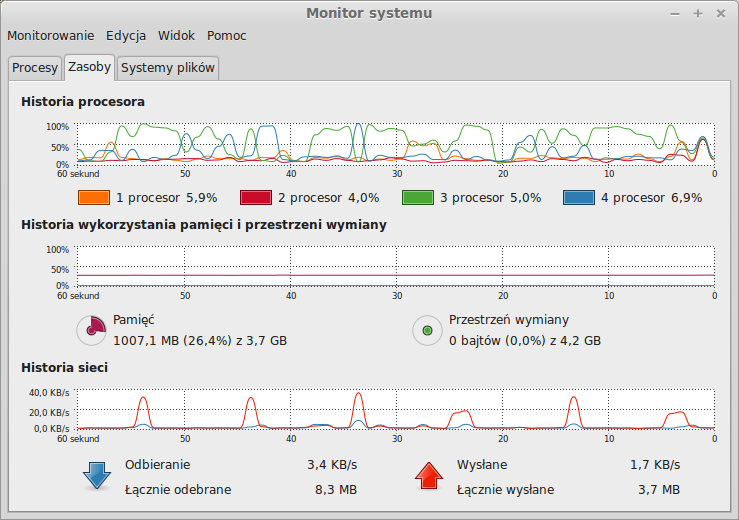 Monitor systemu
Monitorowanie Edycja Widok Pomoc
Procesy Zasoby Systemy plików
Historia procesora
100%
50%
0%
60 sekund 50 40 30 20 10 0
1 procesor 5,9% 2 procesor 4,0% 3 procesor 5,0% 4 procesor 6,9%
Historia wykorzystania pamięci i przestrzeni wymiany
100%
50%
0%
60 sekund 50 40 30 20 10 0
Pamięć Przestrzeń wymiany
1007,1 MB (26,4%) z 3,7 GB 0 bajtów (0,0%) z 4,2 GB
Historia sieci
40,0 KB/s
20,0 KB/s
0,0 KB/s
60 sekund 50 40 30 20 10 0
Odbieranie 3,4 KB/s Wysłane 1,7 KB/s
Łącznie odebrane 8,3 MB Łącznie wysłane 3,7 MB